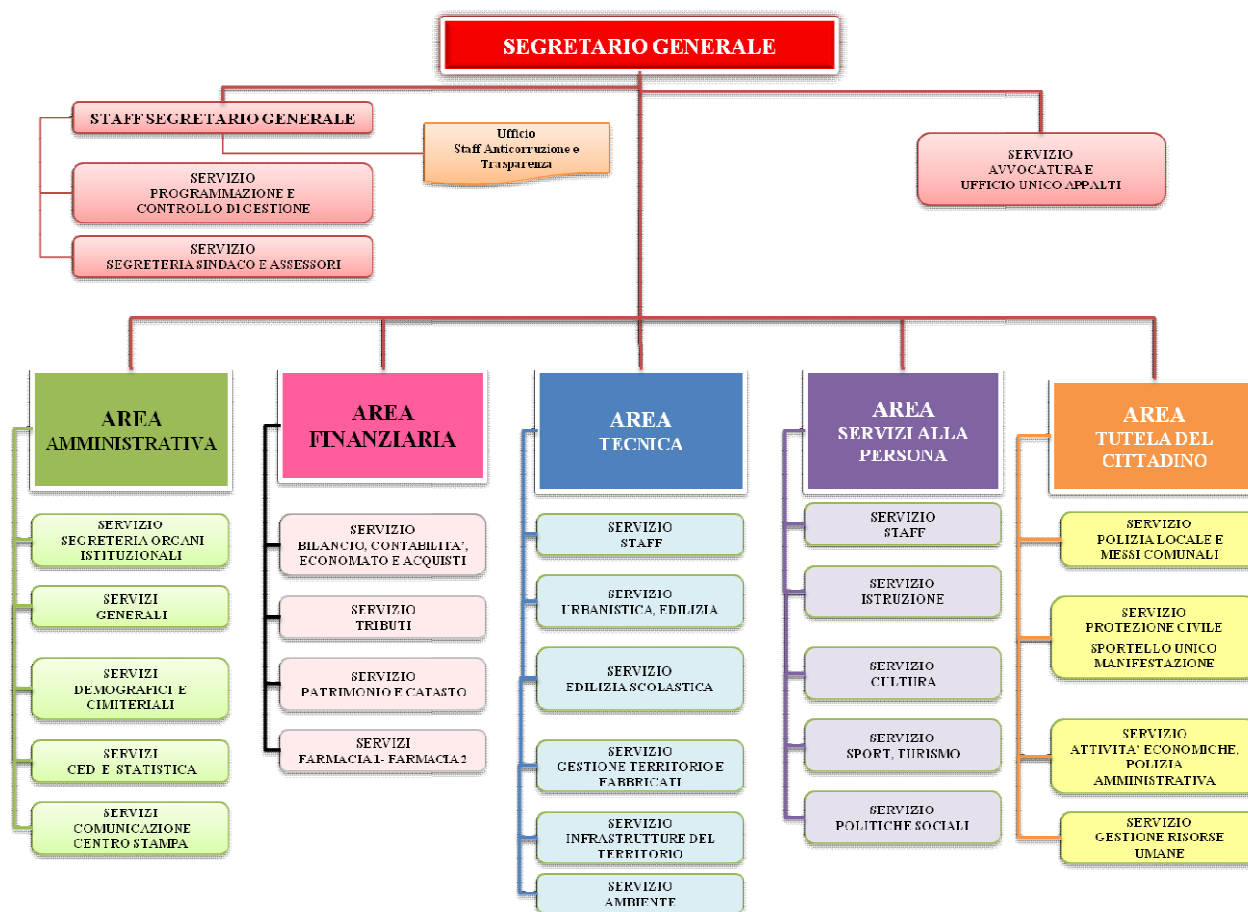 SEGRETARIO GENERALE
STAFF SEGRETARIO GENERALE
Ufficio
Staff Anticorruzione e
Trasparenza
SERVIZIO
AVVOCATURA E
UFFICIO UNICO APPALTI
SERVIZIO
PROGRAMMAZIONE E
CONTROLLO DI GESTIONE
SERVIZIO
SEGRETERIA SINDACO E ASSESSORI
AREA
AMMINISTRATIVA
SERVIZIO
SECRETERIA ORGANI
ISTITUZIONALI
SERVIZI
GENERALI
SERVIZI
DEMOGRAFICI E
CIMITERIALI
SERVIZI
CED E STATISTICA
SERVIZI
COMUNICAZIONE
CENTRO STAMPA
AREA
FINANZIARIA
SERVIZIO
BILANCIO, CONTABILITA',
ECONOMATO E ACQUISTI
SERVIZIO
TRIBUTI
SERVIZIO
PATRIMONIO E CATASTO
SERVIZI
FARMACIA 1- FARMACIA 2
AREA
TECNICA
SERVIZIO
STAFF
SERVIZIO
URBANISTICA, EDILIZIA
SERVIZIO
EDILIZIA SCOLASTICA
SERVIZIO
GESTIONE TERRITORIO E
FABBRICATI
SERVIZIO
INFRASTRUTTURE DEL
TERRITORIO
SERVIZIO
AMBIENTE
AREA
SERVIZI ALLA
PERSONA
SERVIZIO
STAFF
SERVIZIO
ISTRUZIONE
SERVIZIO
CULTURA
SERVIZIO
SPORT, TURISMO
SERVIZIO
POLITICHE SOCIALI
AREA
TUTELA DEL
CITTADINO
SERVIZIO
POLIZIA LOCALE E
MESSI COMUNALI
SERVIZIO
PROTEZIONE CIVILE
SPORTELLO UNICO
MANIFESTAZIONE
SERVIZIO
ATTIVITA' ECONOMICHE,
POLIZIA
AMMINISTRATIVA
SERVIZIO
GESTIONE RISORSE
UMANE